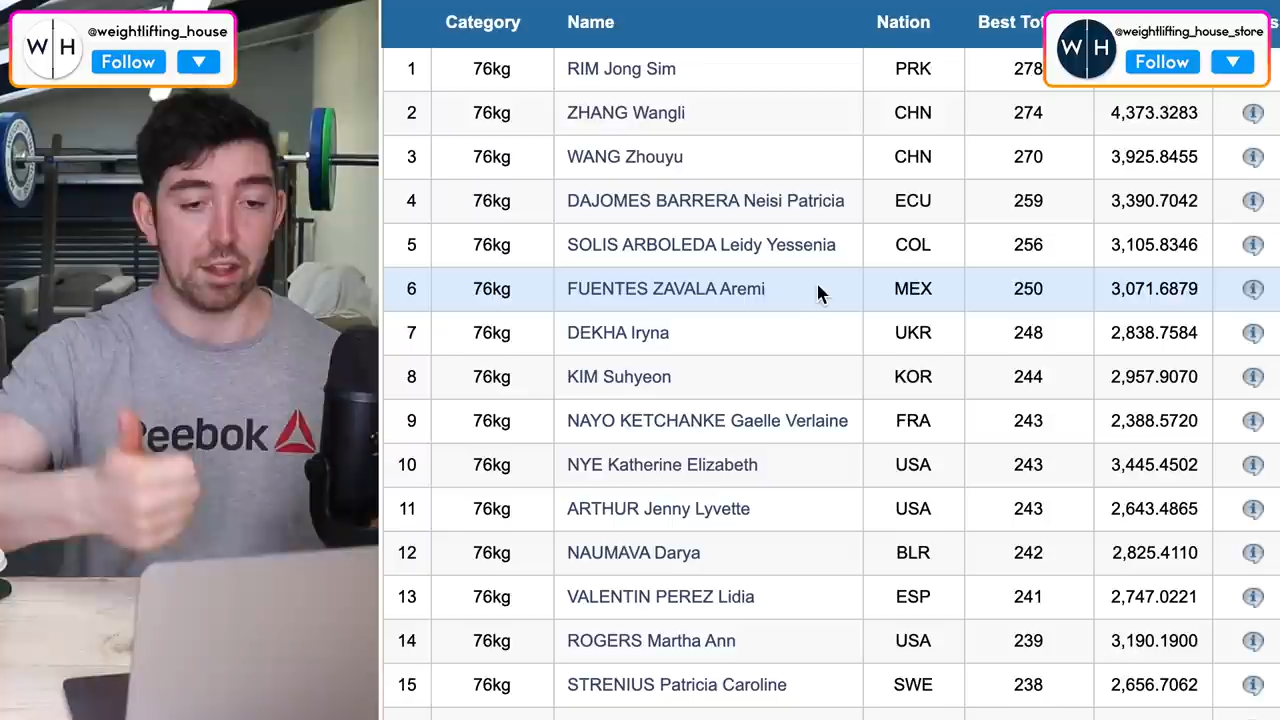 @weightlifting_house
W H
Follow
@weightlifting_house_store
W H
Follow
Category Name Nation Best
1 76kg RIM Jong Sim PRK 278
2 76kg ZHANG Wangli CHN 274 4,373.3283
3 76kg WANG Zhouyu CHN 270 3,925.8455
4 76kg DAJOMES BARRERA Neisi Patricia ECU 259 3,390.7042
5 76kg SOLIS ARBOLEDA Leidy Yessenia COL 256 3,105.8346
6 76kg FUENTES ZAVALA Aremi MEX 250 3,071.6879
7 76kg DEKHA Iryna UKR 248 2,838.7584
8 76kg KIM Suhyeon KOR 244 2,957.9070
9 76kg NAYO KETCHANKE Gaelle Verlaine FRA 243 2,388.5720
10 76kg NYE Katherine Elizabeth USA 243 3,445.4502
11 76kg ARTHUR Jenny Lyvette USA 243 2,643.4865
12 76kg NAUMAVA Darya BLR 242 2,825.4110
13 76kg VALENTIN PEREZ Lidia ESP 241 2,747.0221
14 76kg ROGERS Martha Ann USA 239 3,190.1900
15 76kg STRENIUS Patricia Caroline SWE 238 2,656.7062
Reebok